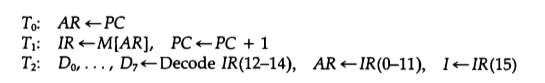 T₀: AR ← PC
T₁: IR ← M[AR], PC ← PC + 1
T₂: D₀, . . . , D₇ ← Decode IR(12–14), AR ← IR(0–11), I ← IR(15)